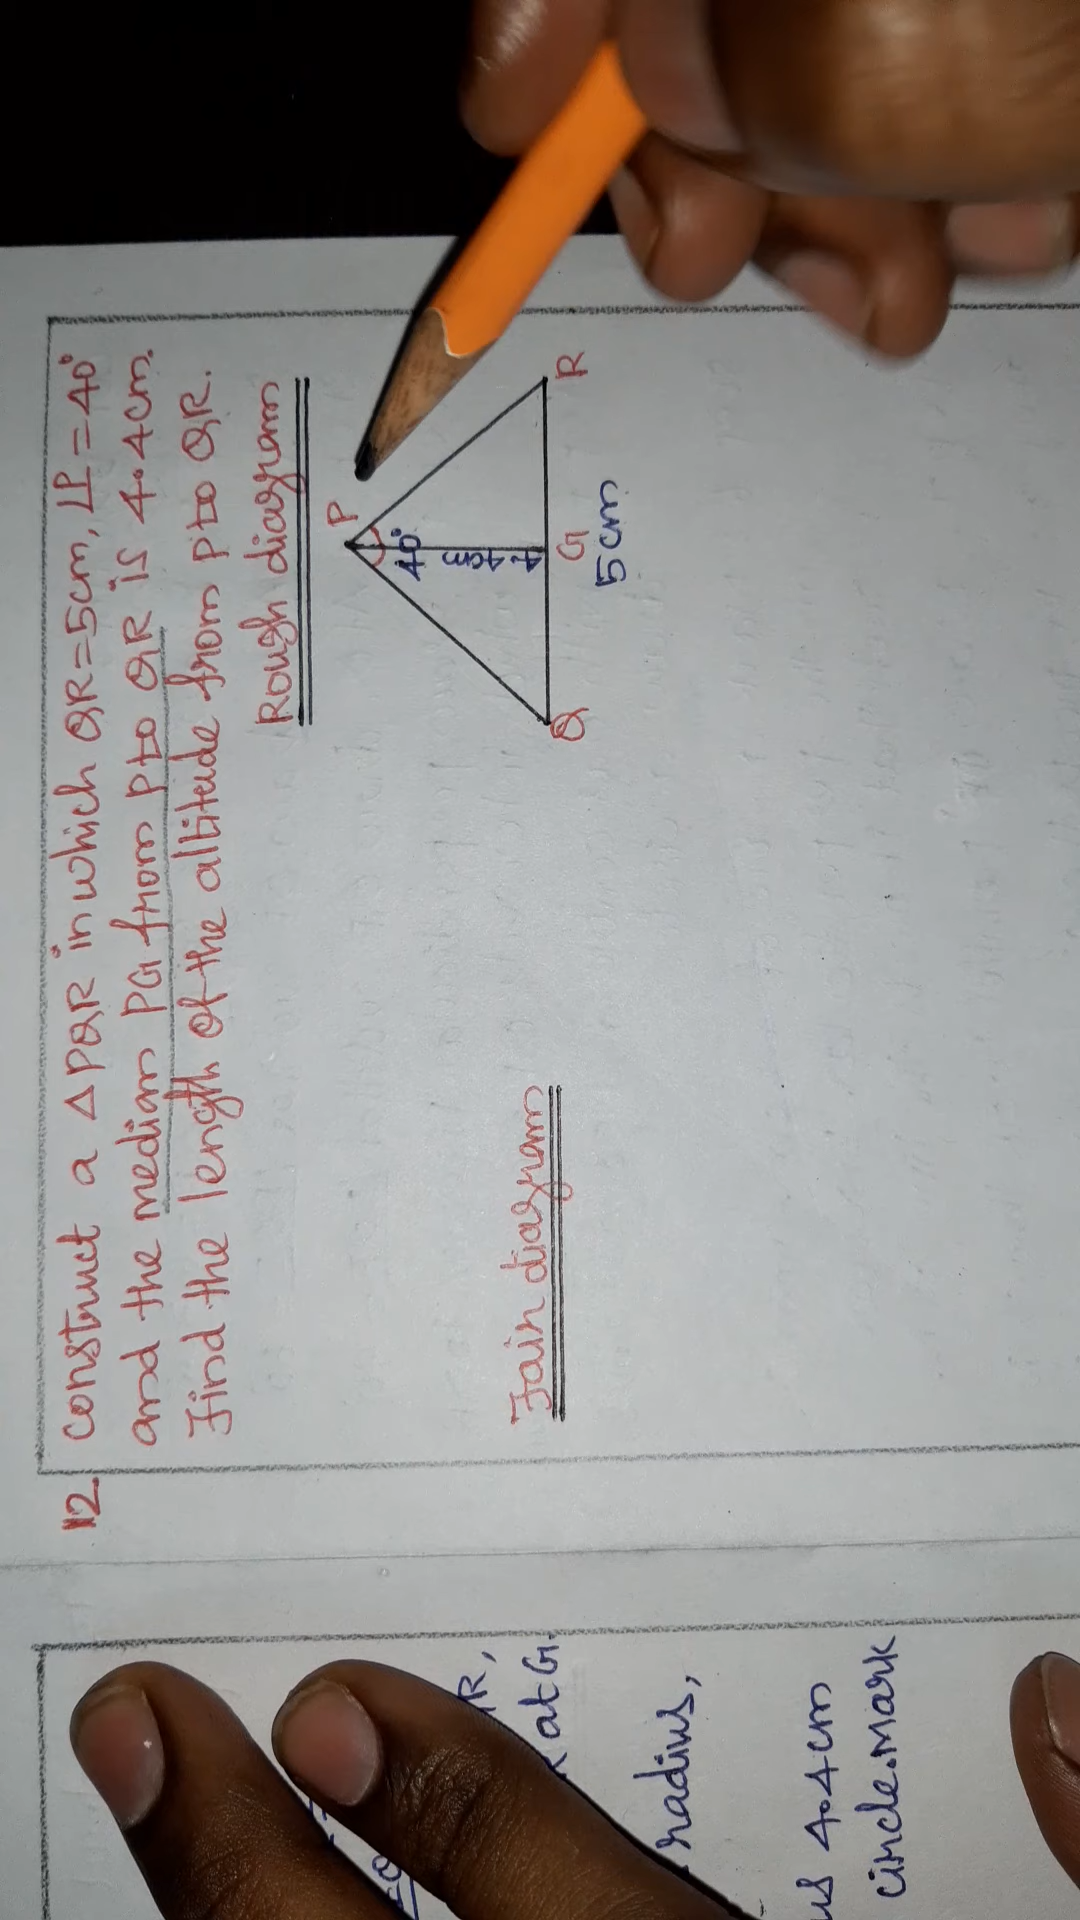 12. Construct a △PQR in which QR=5cm, ∠P=40°
and the median PG from P to QR is 4.4cm.
Find the length of the altitude from P to QR.
Rough diagram
P
40°
4.4cm
Q
G
R
5cm
Fair diagram
R,
at G.
radius,
4.4cm
circle.mark